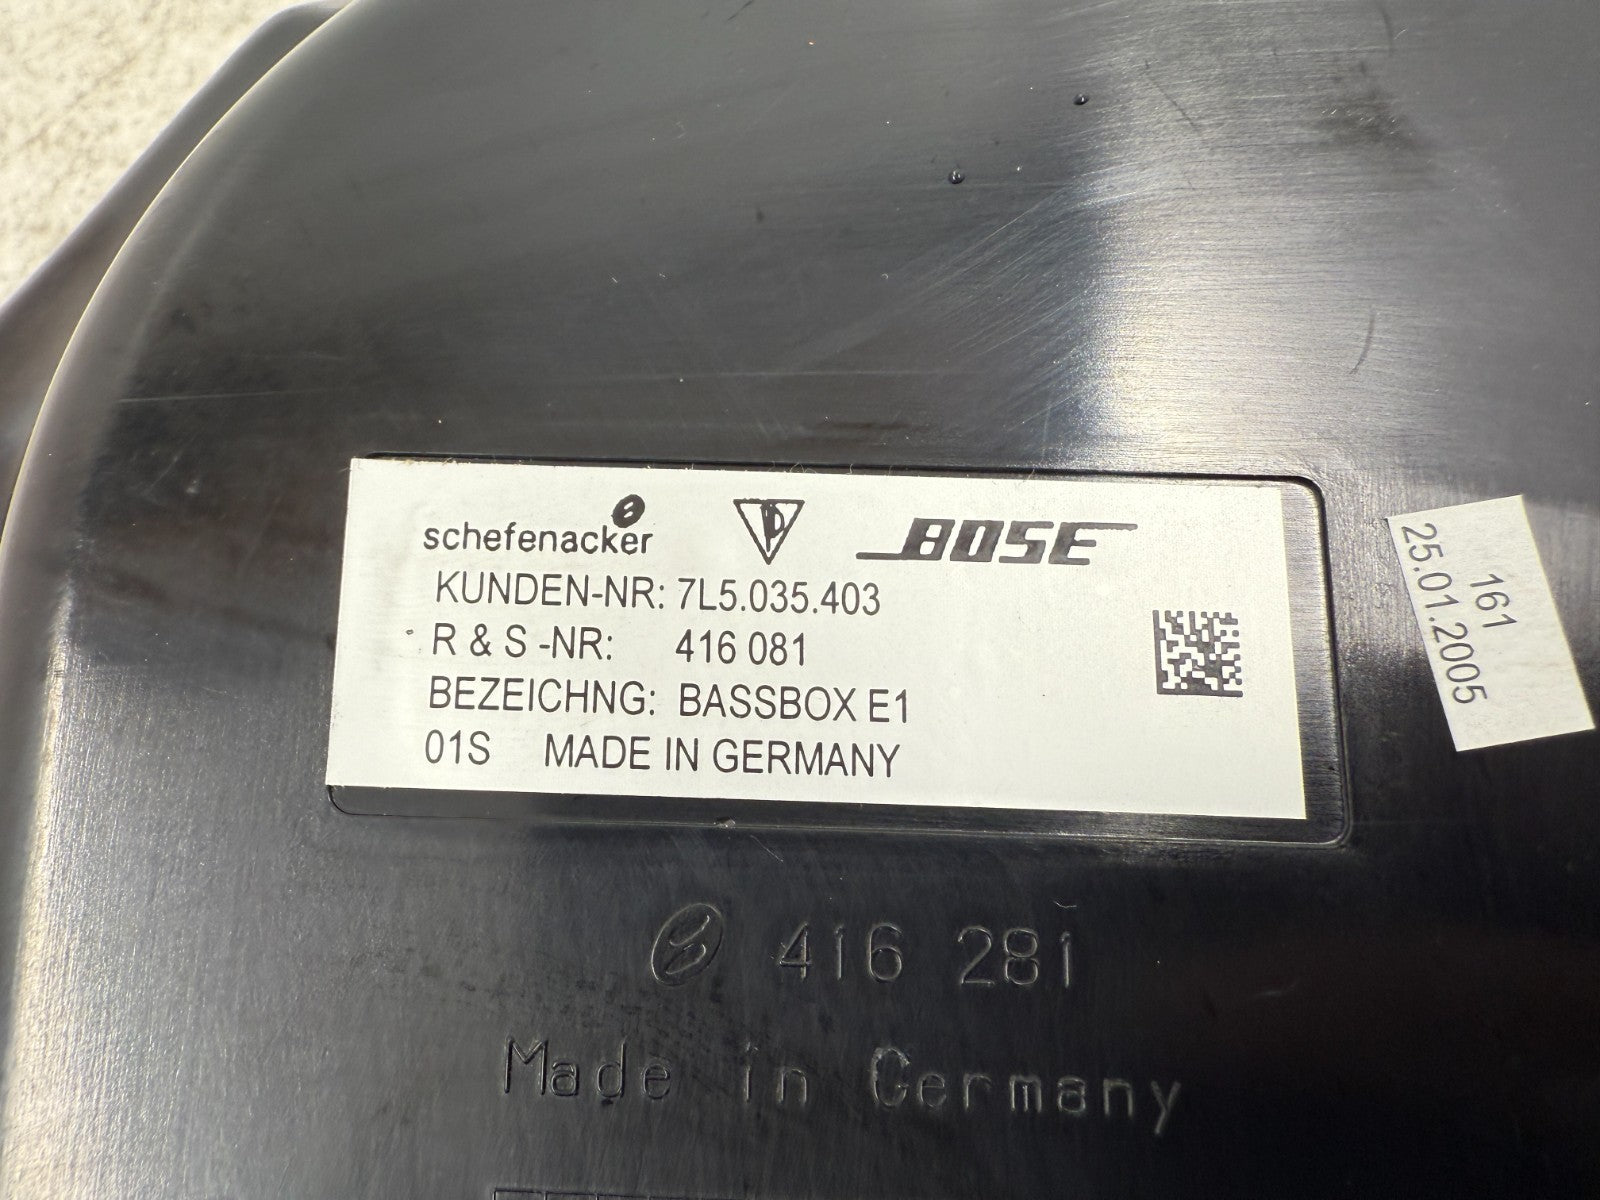 schefenacker BOSE
KUNDEN-NR: 7L5.035.403
R & S -NR: 416 081
BEZEICHNG: BASSBOX E1
01S MADE IN GERMANY
161
25.01.2005
416 281
Made in Germany